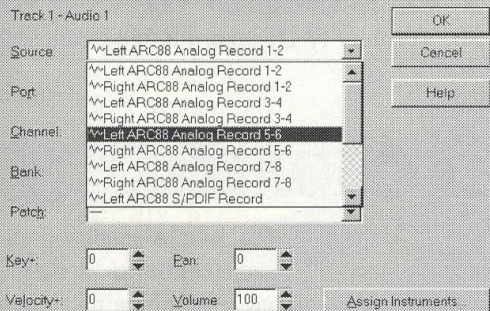 Track 1 - Audio 1
OK
Source
Left ARC88 Analog Record 1-2
Cancel
Left ARC88 Analog Record 1-2
Right ARC88 Analog Record 1-2
Port
Help
Left ARC88 Analog Record 3-4
Right ARC88 Analog Record 3-4
Channel:
Left ARC88 Analog Record 5-6
Right ARC88 Analog Record 5-6
Bank:
Left ARC88 Analog Record 7-8
Right ARC88 Analog Record 7-8
Left ARC88 S/PDIF Record
Patch:
Key+: 0 Pan: 0
Velocity+: 0 Volume 100 Assign Instruments...